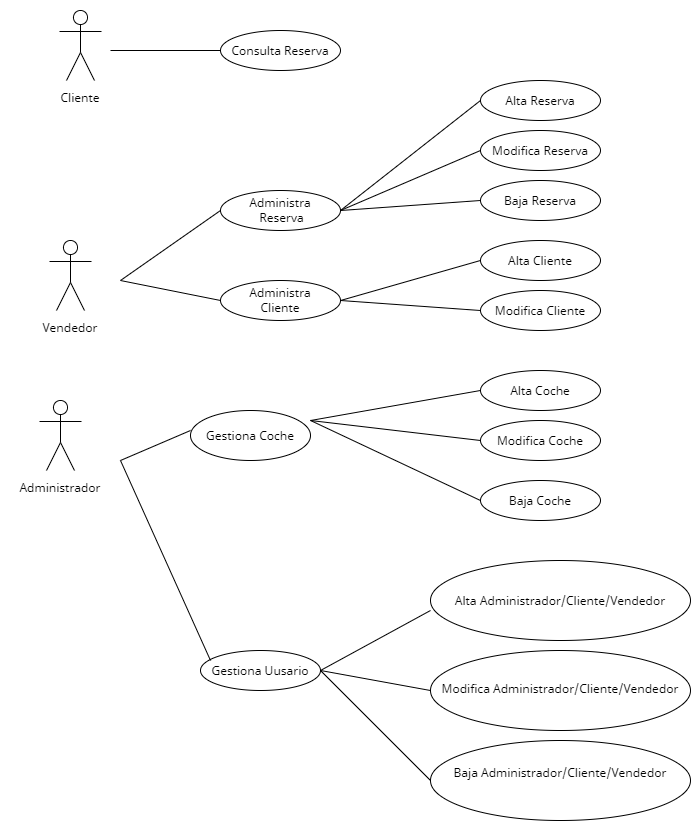 Consulta Reserva
Cliente
Alta Reserva
Modifica Reserva
Administra
Reserva
Baja Reserva
Alta Cliente
Administra
Cliente
Modifica Cliente
Vendedor
Alta Coche
Gestiona Coche
Modifica Coche
Administrador
Baja Coche
Alta Administrador/Cliente/Vendedor
Gestiona Uusario
Modifica Administrador/Cliente/Vendedor
Baja Administrador/Cliente/Vendedor